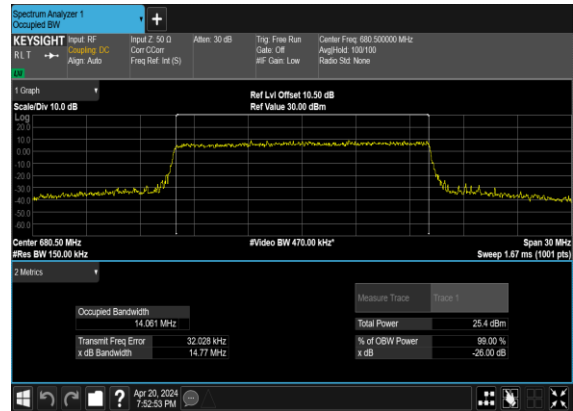 Spectrum Analyzer 1
Occupied BW
+
KEYSIGHT Input: RF Input Z: 50 Ω Atten: 30 dB Trig: Free Run Center Freq: 680.500000 MHz
RLT Coupling: DC Corr CCorr Gate: Off Avg|Hold: 100/100
Align: Auto Freq Ref: Int (S) #IF Gain: Low Radio Std: None
LW
1 Graph
Ref Lvl Offset 10.50 dB
Scale/Div 10.0 dB Ref Value 30.00 dBm
Log
20.0
10.0
0.00
-10.0
-20.0
-30.0
-40.0
-50.0
-60.0
Center 680.50 MHz #Video BW 470.00 kHz* Span 30 MHz
#Res BW 150.00 kHz Sweep 1.67 ms (1001 pts)
2 Metrics
Measure Trace Trace 1
Occupied Bandwidth
14.061 MHz Total Power 25.4 dBm
Transmit Freq Error 32.028 kHz % of OBW Power 99.00 %
x dB Bandwidth 14.77 MHz x dB -26.00 dB
? Apr 20, 2024
7:52:53 PM